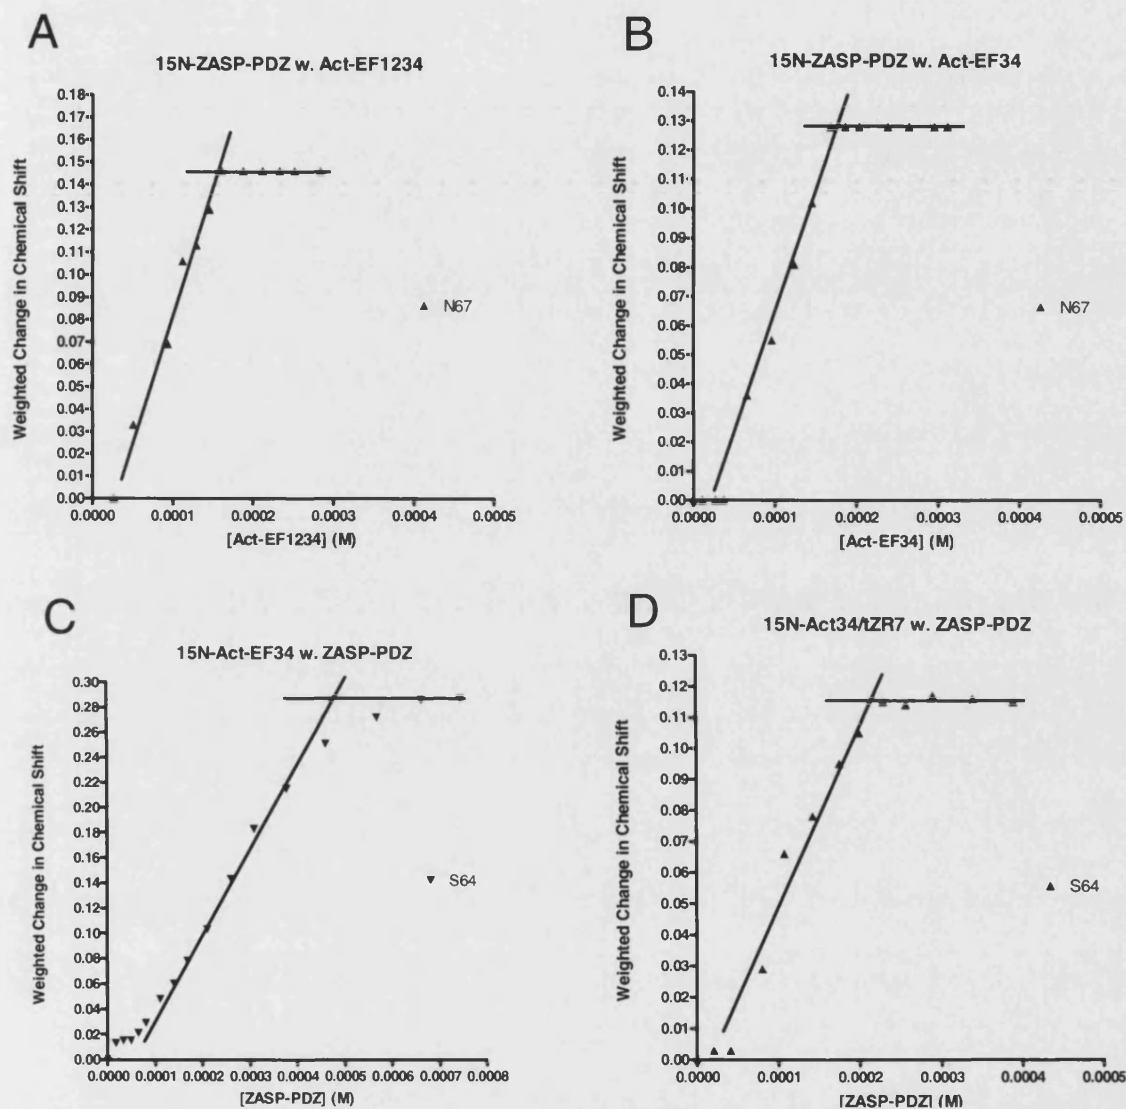 A
15N-ZASP-PDZ w. Act-EF1234
Weighted Change in Chemical Shift
0.18
0.17
0.16
0.15
0.14
0.13
0.12
0.11
0.10
0.09
0.08
0.07
0.06
0.05
0.04
0.03
0.02
0.01
0.00
N67
0.0000 0.0001 0.0002 0.0003 0.0004 0.0005
[Act-EF1234] (M)
B
15N-ZASP-PDZ w. Act-EF34
Weighted Change in Chemical Shift
0.14
0.13
0.12
0.11
0.10
0.09
0.08
0.07
0.06
0.05
0.04
0.03
0.02
0.01
0.00
N67
0.0000 0.0001 0.0002 0.0003 0.0004 0.0005
[Act-EF34] (M)
C
15N-Act-EF34 w. ZASP-PDZ
Weighted Change in Chemical Shift
0.30
0.28
0.26
0.24
0.22
0.20
0.18
0.16
0.14
0.12
0.10
0.08
0.06
0.04
0.02
0.00
S64
0.0000 0.0001 0.0002 0.0003 0.0004 0.0005 0.0006 0.0007 0.0008
[ZASP-PDZ] (M)
D
15N-Act34/tZR7 w. ZASP-PDZ
Weighted Change in Chemical Shift
0.13
0.12
0.11
0.10
0.09
0.08
0.07
0.06
0.05
0.04
0.03
0.02
0.01
0.00
S64
0.0000 0.0001 0.0002 0.0003 0.0004 0.0005
[ZASP-PDZ] (M)